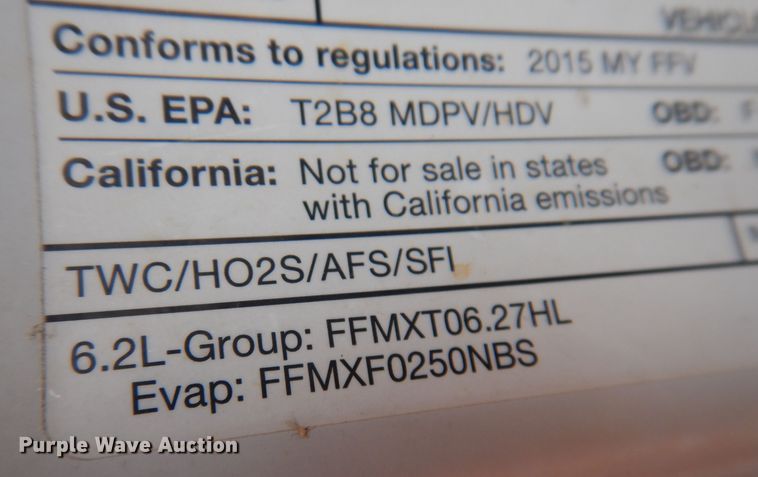 VEHICLE
Conforms to regulations: 2015 MY FFV
U.S. EPA: T2B8 MDPV/HDV OBD: F
California: Not for sale in states OBD:
with California emissions
TWC/HO2S/AFS/SFI
6.2L-Group: FFMXT06.27HL
Evap: FFMXF0250NBS
Purple Wave Auction